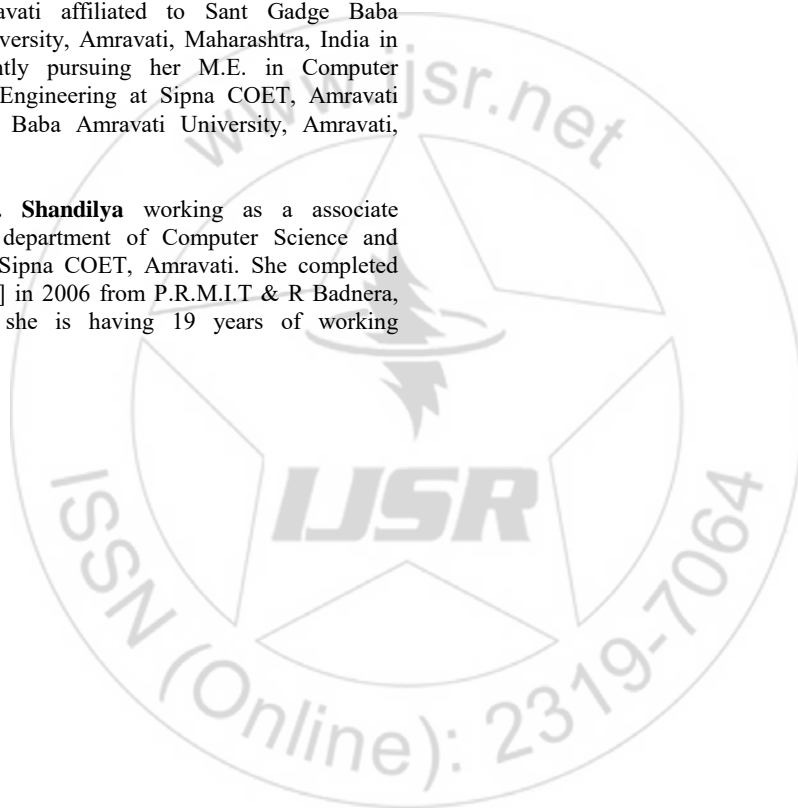 avati affiliated to Sant Gadge Baba
versity, Amravati, Maharashtra, India in
ntly pursuing her M.E. in Computer
Engineering at Sipna COET, Amravati
Baba Amravati University, Amravati,
. Shandilya working as a associate
department of Computer Science and
Sipna COET, Amravati. She completed
] in 2006 from P.R.M.I.T & R Badnera,
she is having 19 years of working
www.ijsr.net
IJSR
ISSN (Online): 2319-7064